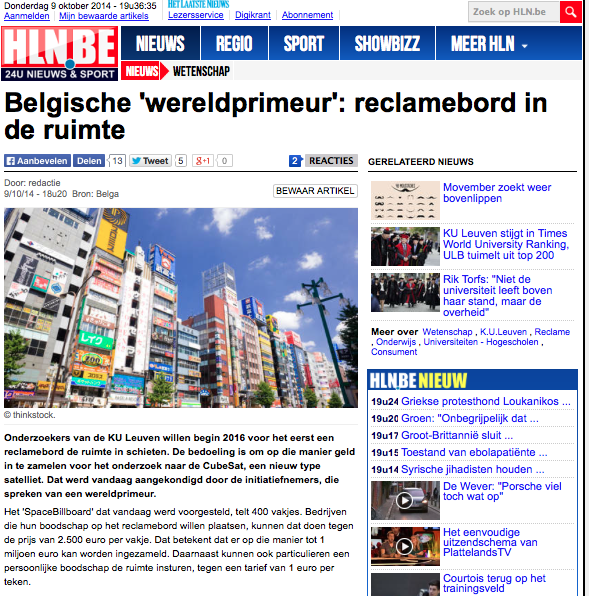 Donderdag 9 oktober 2014 - 19u36:35
Aanmelden | Mijn bewaarde artikels
HET LAATSTE NIEUWS
Lezersservice | Digikrant | Abonnement
Zoek op HLN.be
HLN.BE
24U NIEUWS & SPORT
NIEUWS
REGIO
SPORT
SHOWBIZZ
MEER HLN
NIEUWS
WETENSCHAP
Belgische 'wereldprimeur': reclamebord in
de ruimte
Aanbevelen Delen 13 Tweet 5 g+1 0
2 REACTIES
Door: redactie
9/10/14 - 18u20 Bron: Belga
BEWAAR ARTIKEL
© thinkstock.
Onderzoekers van de KU Leuven willen begin 2016 voor het eerst een
reclamebord de ruimte in schieten. De bedoeling is om op die manier geld
in te zamelen voor het onderzoek naar de CubeSat, een nieuw type
satelliet. Dat werd vandaag aangekondigd door de initiatiefnemers, die
spreken van een wereldprimeur.
Het 'SpaceBillboard' dat vandaag werd voorgesteld, telt 400 vakjes. Bedrijven
die hun boodschap op het reclamebord willen plaatsen, kunnen dat doen tegen
de prijs van 2.500 euro per vakje. Dat betekent dat er op die manier tot 1
miljoen euro kan worden ingezameld. Daarnaast kunnen ook particulieren een
persoonlijke boodschap de ruimte insturen, tegen een tarief van 1 euro per
teken.
GERELATEERD NIEUWS
Movember zoekt weer
bovenlippen
KU Leuven stijgt in Times
World University Ranking,
ULB tuimelt uit top 200
Rik Torfs: "Niet de
universiteit leeft boven
haar stand, maar de
overheid"
Meer over Wetenschap , K.U.Leuven , Reclame
, Onderwijs , Universiteiten - Hogescholen ,
Consument
HLN.BE NIEUW
19u24 Griekse protesthond Loukanikos ...
19u20 Groen: "Onbegrijpelijk dat ...
19u17 Groot-Brittannië sluit ...
19u15 Toestand van ebolapatiënte ...
19u14 Syrische jihadisten houden ...
De Wever: "Porsche viel
toch wat op"
Het eenvoudige
uitzendschema van
PlattelandsTV
Courtois terug op het
trainingsveld